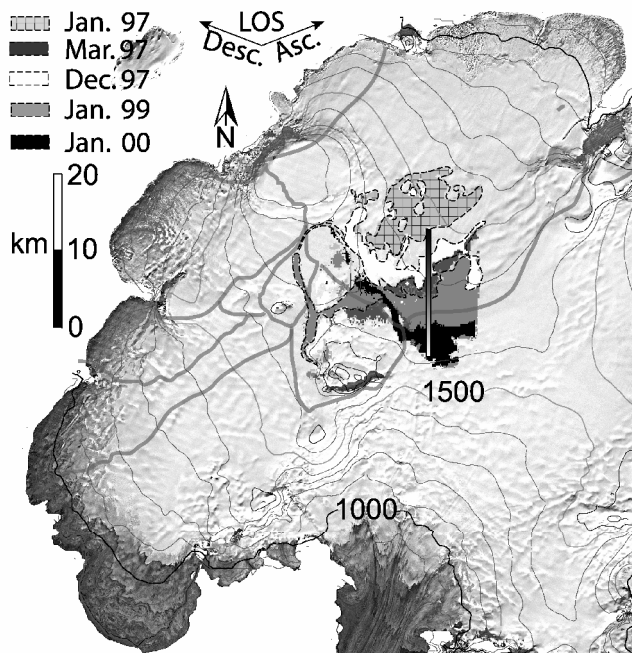 Jan. 97
Mar. 97
Dec. 97
Jan. 99
Jan. 00
LOS
Desc. Asc.
N
20
km 10
0
1500
1000